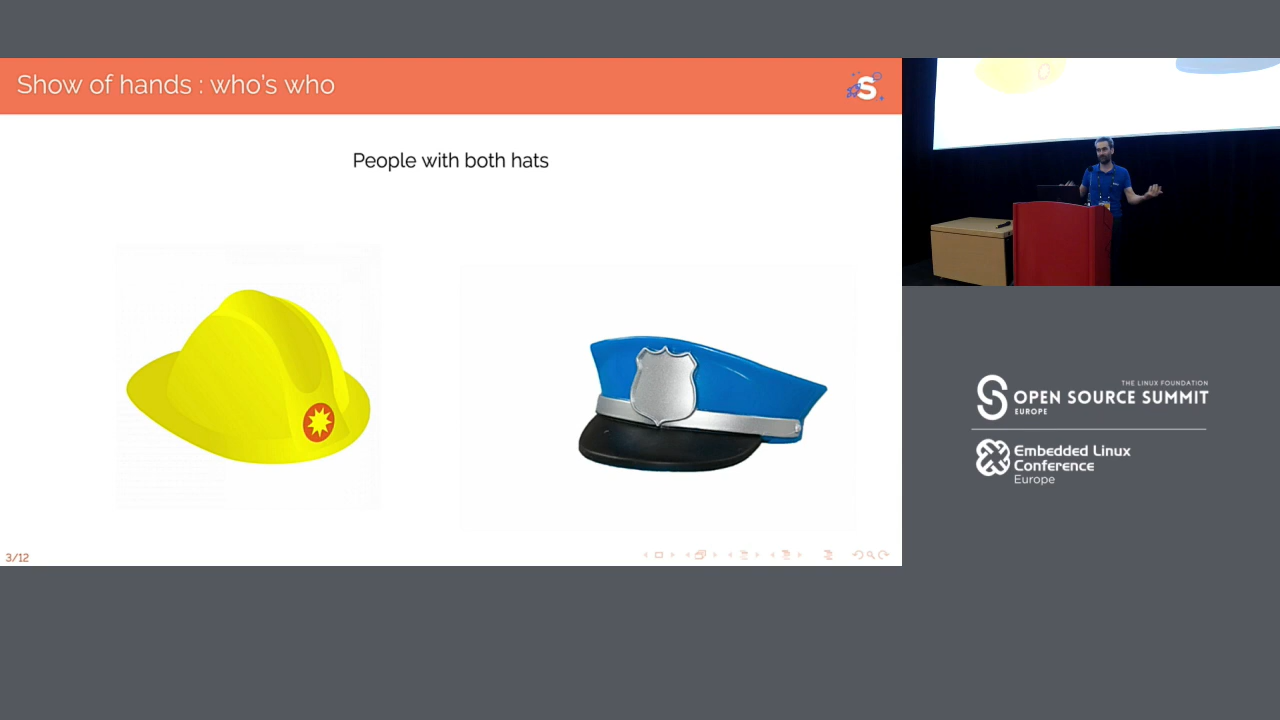 Show of hands : who's who
S
People with both hats
3/12
THE LINUX FOUNDATION
OPEN SOURCE SUMMIT
EUROPE
Embedded Linux
Conference
Europe